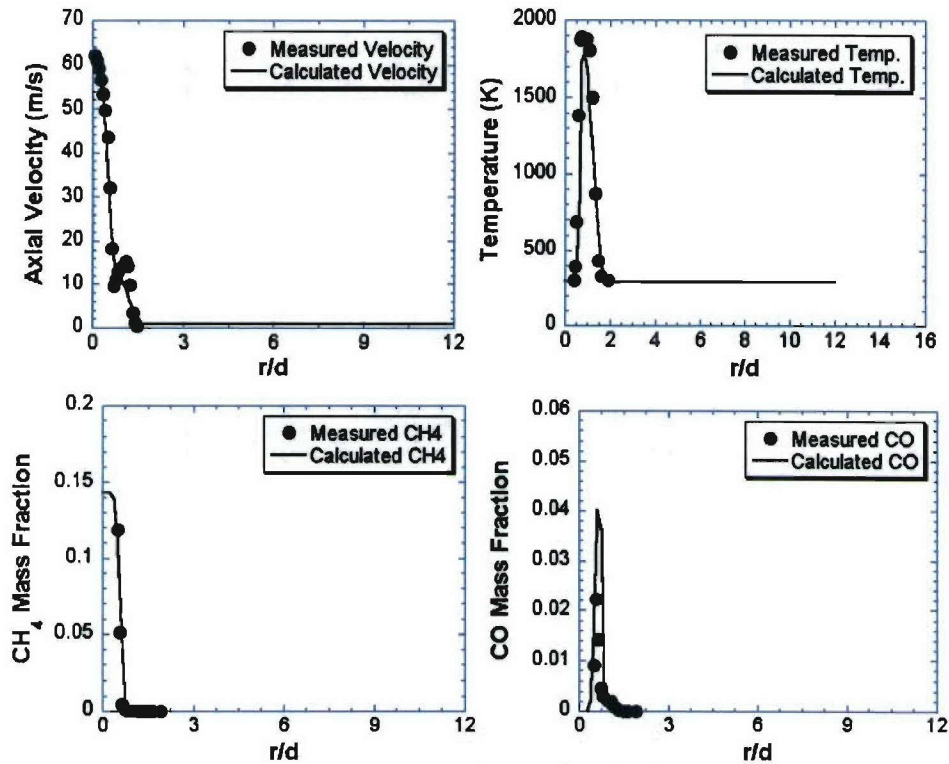 70
60
50
40
30
20
10
0
Axial Velocity (m/s)
Measured Velocity
Calculated Velocity
0 3 6 9 12
r/d
2000
1500
1000
500
0
Temperature (K)
Measured Temp.
Calculated Temp.
0 2 4 6 8 10 12 14 16
r/d
0.2
0.15
0.1
0.05
0
CH4 Mass Fraction
Measured CH4
Calculated CH4
0 3 6 9 12
r/d
0.06
0.05
0.04
0.03
0.02
0.01
0
CO Mass Fraction
Measured CO
Calculated CO
0 3 6 9 12
r/d